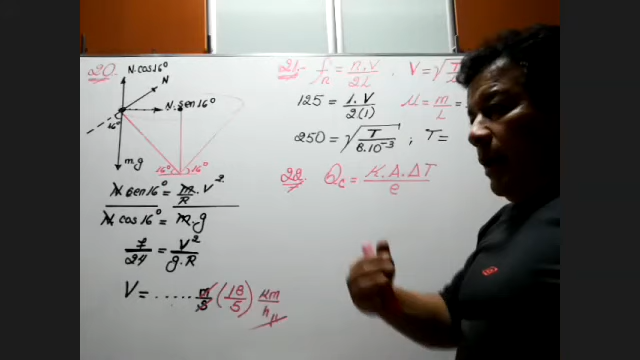 20.-
N.cos16°
N
N.sen16°
16°
mg
16° 16°
N.sen16° = m/R . V²
N.cos16° = m.g
7/24 = V²/g.R
V = ...... m/s (18/5) km/h
21.- fn = n.V/2L . V = √T/
125 = 1.V/2(1) μ = m/L =
250 = √T/8.10⁻³ ; T =
22. Qc = K.A.ΔT/e